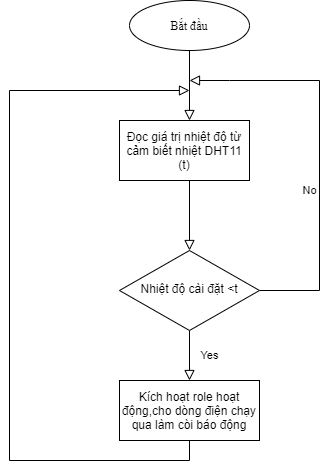 Bắt đầu
Đọc giá trị nhiệt độ từ
cảm biết nhiệt DHT11
(t)
No
Nhiệt độ cài đặt <t
Yes
Kích hoạt role hoạt
động,cho dòng điện chạy
qua làm còi báo động